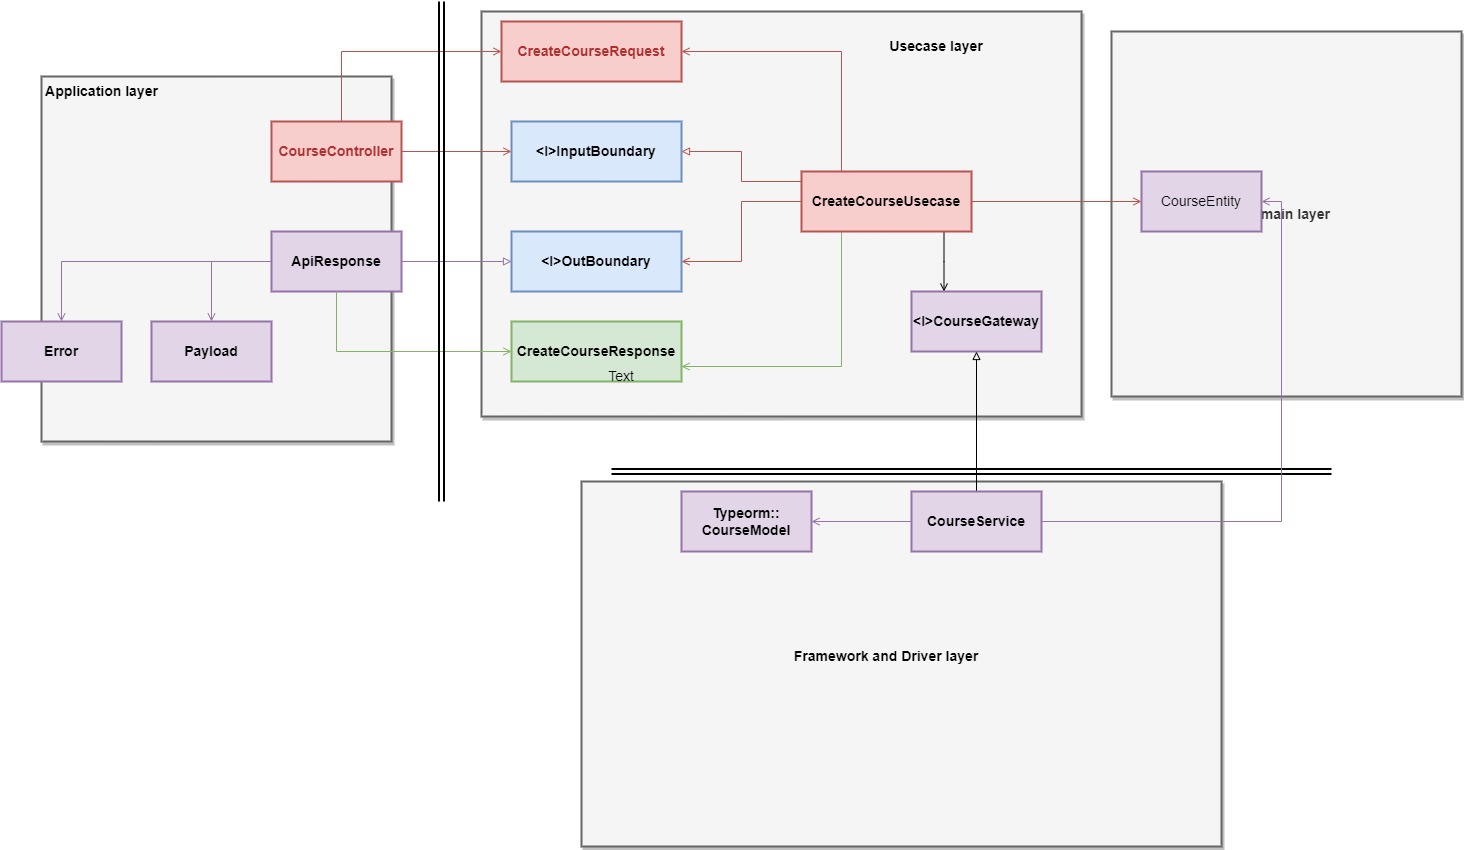 Application layer
CourseController
ApiResponse
Error
Payload
Usecase layer
CreateCourseRequest
<I>InputBoundary
CreateCourseUsecase
<I>OutBoundary
<I>CourseGateway
CreateCourseResponse
Text
CourseEntity
main layer
Typeorm::
CourseModel
CourseService
Framework and Driver layer